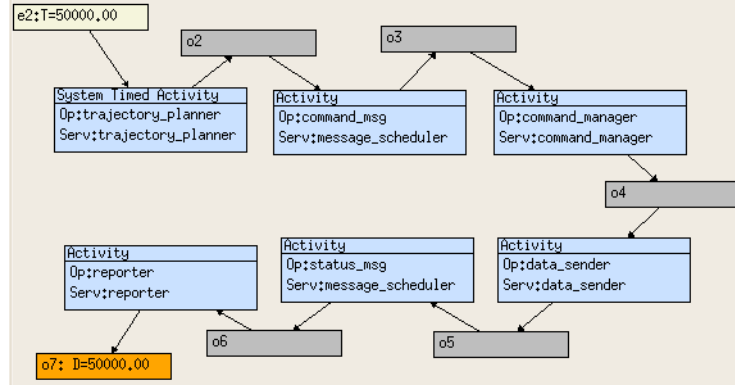 e2:T=50000.00
o2
o3
System Timed Activity
Op:trajectory_planner
Serv:trajectory_planner
Activity
Op:command_msg
Serv:message_scheduler
Activity
Op:command_manager
Serv:command_manager
o4
Activity
Op:data_sender
Serv:data_sender
o5
Activity
Op:status_msg
Serv:message_scheduler
o6
Activity
Op:reporter
Serv:reporter
o7: D=50000.00